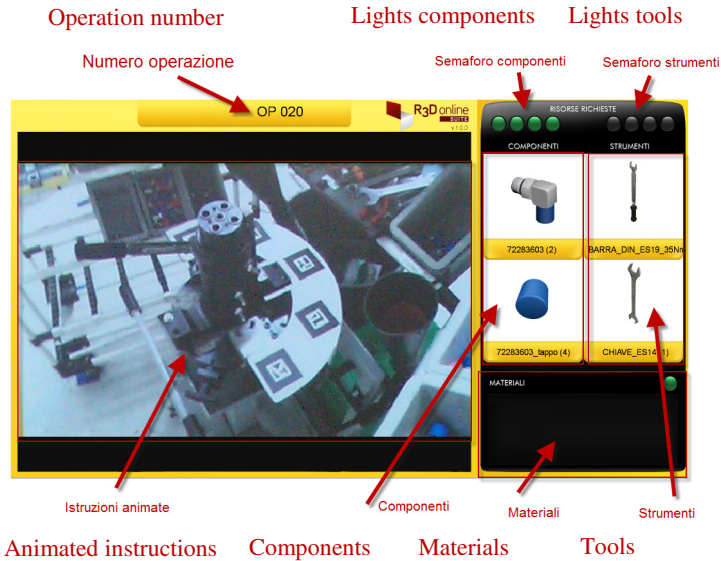 Operation number
Lights components
Lights tools
Numero operazione
Semaforo componenti
Semaforo strumenti
OP 020
R3D online
SUITE
v 1.0.3
RISORSE RICHIESTE
COMPONENTI
STRUMENTI
72283603 (2)
BARRA_DIN_ES19_35Nm
72283603_tappo (4)
MATERIALI
Istruzioni animate
Componenti
Materiali
Strumenti
Animated instructions
Components
Materials
Tools